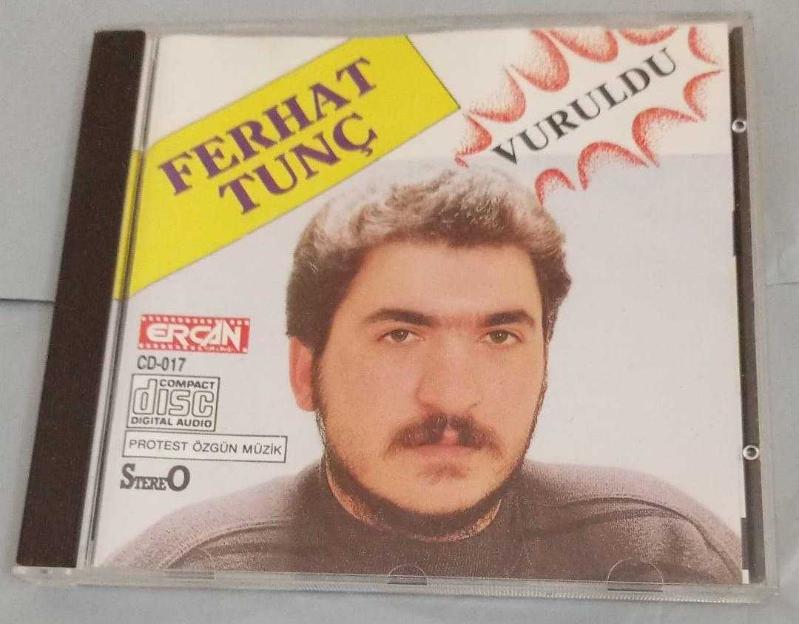 FERHAT
TUNÇ
VURULDU
ERCAN
CD-017
COMPACT
disc
DIGITAL AUDIO
PROTEST ÖZGÜN MÜZİK
STEREO